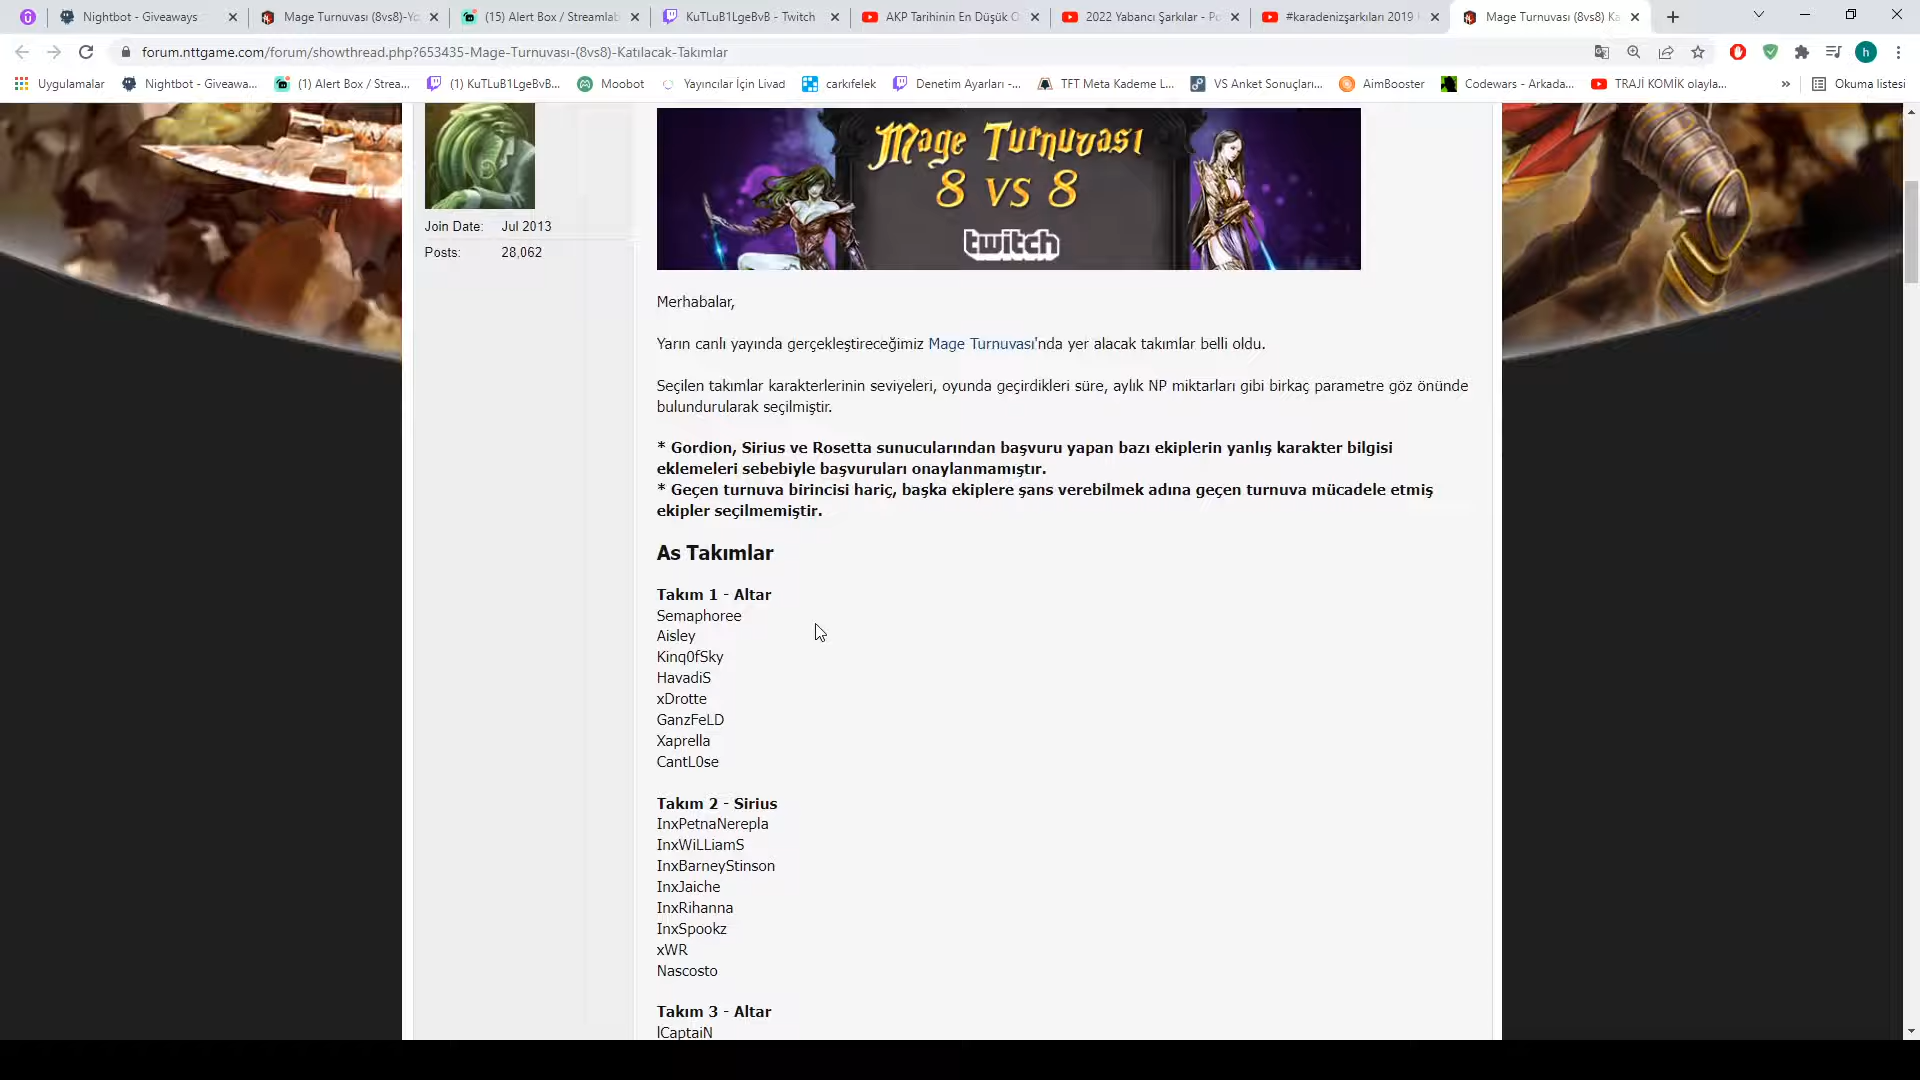 Nightbot - Giveaways
Mage Turnuvası (8vs8)-Yo
(15) Alert Box / Streamlab
KuTLuB1LgeBvB - Twitch
AKP Tarihinin En Düşük O
2022 Yabancı Şarkılar - Po
#karadenizşarkıları 2019
Mage Turnuvası (8vs8) Ka
forum.nttgame.com/forum/showthread.php?653435-Mage-Turnuvası-(8vs8)-Katılacak-Takımlar
h
Uygulamalar
Nightbot - Giveawa...
(1) Alert Box / Strea...
(1) KuTLuB1LgeBvB...
Moobot
Yayıncılar İçin Livad
carkıfelek
Denetim Ayarları -...
TFT Meta Kademe L...
VS Anket Sonuçları...
AimBooster
Codewars - Arkada...
TRAJİ KOMİK olayla...
»
Okuma listesi
Mage Turnuvası
8 vs 8
twitch
Join Date: Jul 2013
Posts: 28,062
Merhabalar,
Yarın canlı yayında gerçekleştireceğimiz Mage Turnuvası'nda yer alacak takımlar belli oldu.
Seçilen takımlar karakterlerinin seviyeleri, oyunda geçirdikleri süre, aylık NP miktarları gibi birkaç parametre göz önünde
bulundurularak seçilmiştir.
* Gordion, Sirius ve Rosetta sunucularından başvuru yapan bazı ekiplerin yanlış karakter bilgisi
eklemeleri sebebiyle başvuruları onaylanmamıştır.
* Geçen turnuva birincisi hariç, başka ekiplere şans verebilmek adına geçen turnuva mücadele etmiş
ekipler seçilmemiştir.
As Takımlar
Takım 1 - Altar
Semaphoree
Aisley
Kinq0fSky
HavadiS
xDrotte
GanzFeLD
Xaprella
CantL0se
Takım 2 - Sirius
InxPetnaNerepla
InxWiLLiamS
InxBarneyStinson
InxJaiche
InxRihanna
InxSpookz
xWR
Nascosto
Takım 3 - Altar
lCaptaiN